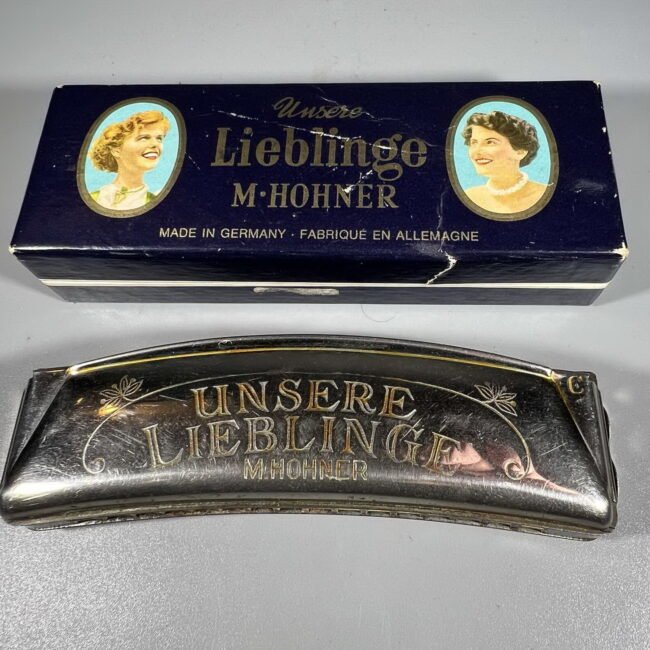 Unsere
Lieblinge
M·HOHNER
MADE IN GERMANY · FABRIQUÉ EN ALLEMAGNE
C
UNSERE
LIEBLINGE
M.HOHNER